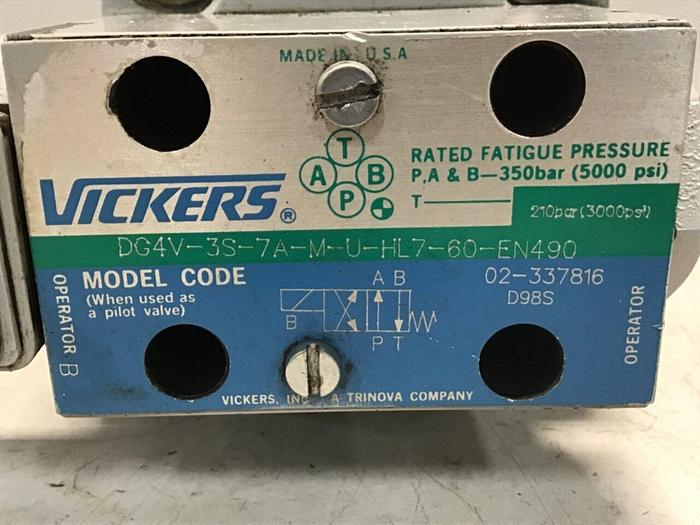 MADE IN U.S.A
T
A B
P
VICKERS®
RATED FATIGUE PRESSURE
P,A & B—350bar (5000 psi)
T
210bar(3000psi)
DG4V-3S-7A-M-U-HL7-60-EN490
MODEL CODE
(When used as
a pilot valve)
02-337816
D98S
A B
B
P T
OPERATOR B
OPERATOR
VICKERS, INC. A TRINOVA COMPANY